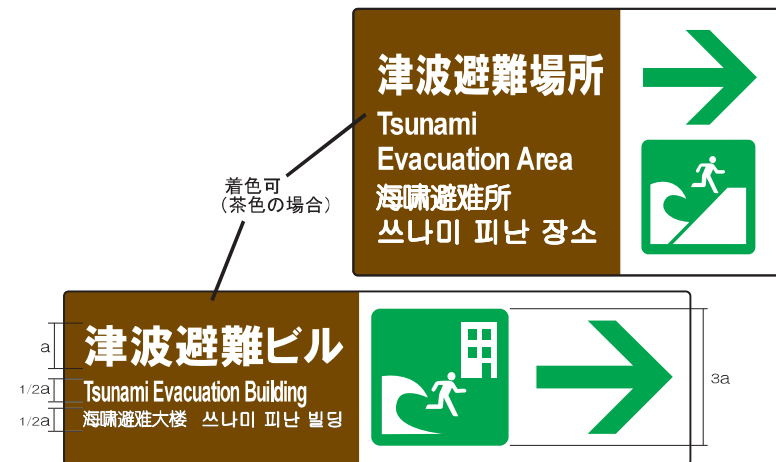 津波避難場所
Tsunami
Evacuation Area
海啸避难所
쓰나미 피난 장소
着色可
（茶色の場合）
津波避難ビル
Tsunami Evacuation Building
海啸避难大楼 쓰나미 피난 빌딩
a
1/2a
1/2a
3a